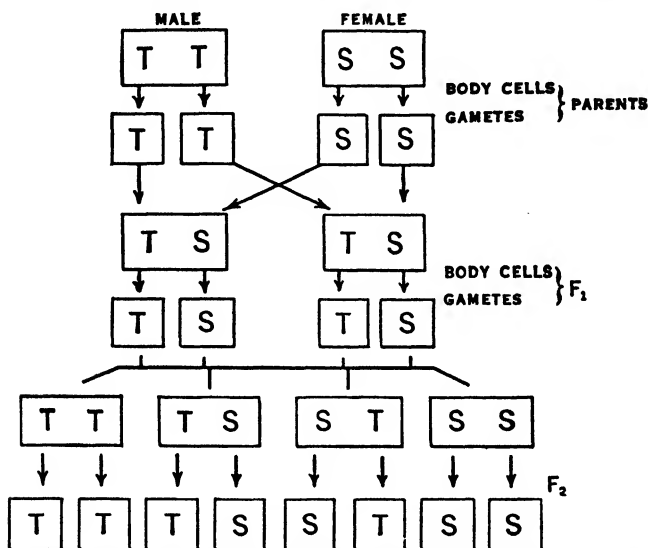 MALE FEMALE
T T S S
BODY CELLS
GAMETES } PARENTS
T T S S
T S T S
BODY CELLS
GAMETES } F₁
T S T S
T T T S S T S S
F₂
T T T S S T S S